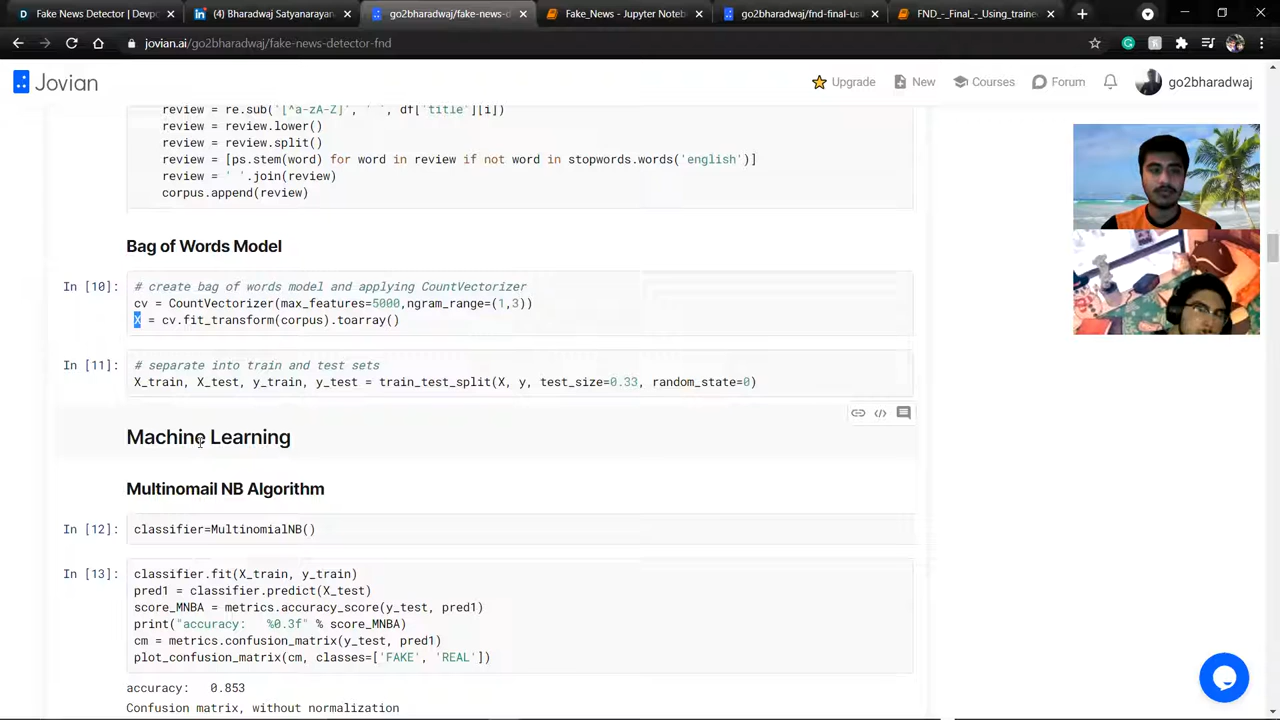 Fake News Detector | DevpO
(4) Bharadwaj Satyanarayan
go2bharadwaj/fake-news-d
Fake_News - Jupyter Noteb
go2bharadwaj/fnd-final-us
FND_-_Final_-_Using_traine
jovian.ai/go2bharadwaj/fake-news-detector-fnd
Jovian
Upgrade
New
Courses
Forum
go2bharadwaj
review = re.sub('[^a-zA-Z]', ' ', df['title'][i])
review = review.lower()
review = review.split()
review = [ps.stem(word) for word in review if not word in stopwords.words('english')]
review = ' '.join(review)
corpus.append(review)
Bag of Words Model
In [10]:
# create bag of words model and applying CountVectorizer
cv = CountVectorizer(max_features=5000,ngram_range=(1,3))
X = cv.fit_transform(corpus).toarray()
In [11]:
# separate into train and test sets
X_train, X_test, y_train, y_test = train_test_split(X, y, test_size=0.33, random_state=0)
Machine Learning
Multinomail NB Algorithm
In [12]:
classifier=MultinomialNB()
In [13]:
classifier.fit(X_train, y_train)
pred1 = classifier.predict(X_test)
score_MNBA = metrics.accuracy_score(y_test, pred1)
print("accuracy:   %0.3f" % score_MNBA)
cm = metrics.confusion_matrix(y_test, pred1)
plot_confusion_matrix(cm, classes=['FAKE', 'REAL'])
accuracy:   0.853
Confusion matrix, without normalization